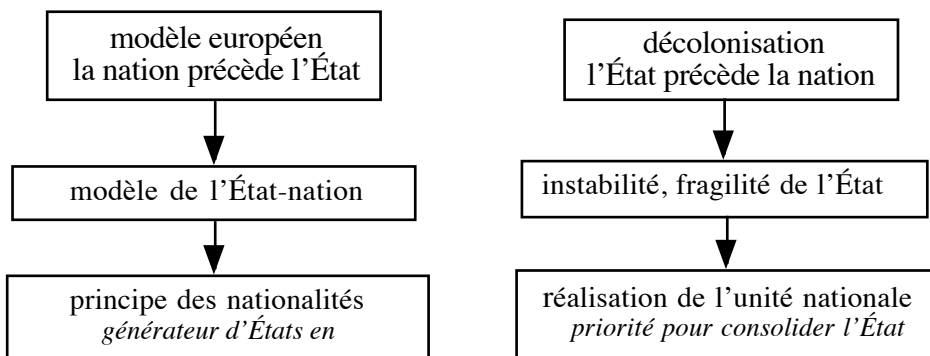 modèle européen
la nation précède l’État
modèle de l’État-nation
principe des nationalités
générateur d’États en
décolonisation
l’État précède la nation
instabilité, fragilité de l’État
réalisation de l’unité nationale
priorité pour consolider l’État